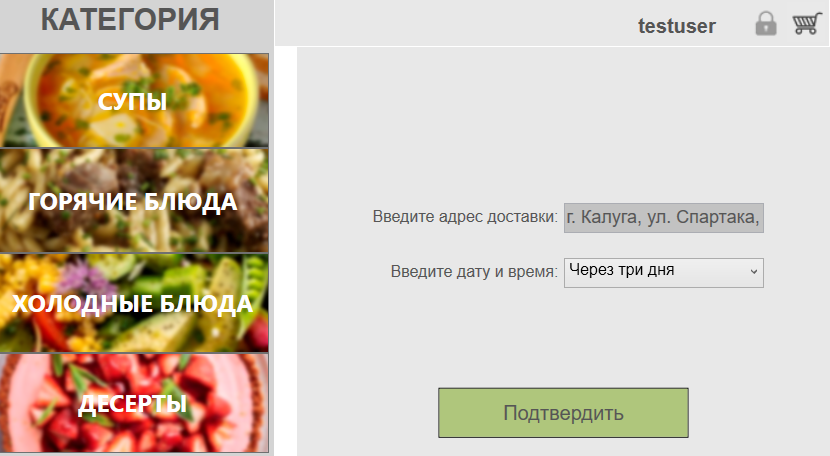 КАТЕГОРИЯ
testuser
СУПЫ
ГОРЯЧИЕ БЛЮДА
ХОЛОДНЫЕ БЛЮДА
ДЕСЕРТЫ
Введите адрес доставки: г. Калуга, ул. Спартака,
Введите дату и время: Через три дня
Подтвердить